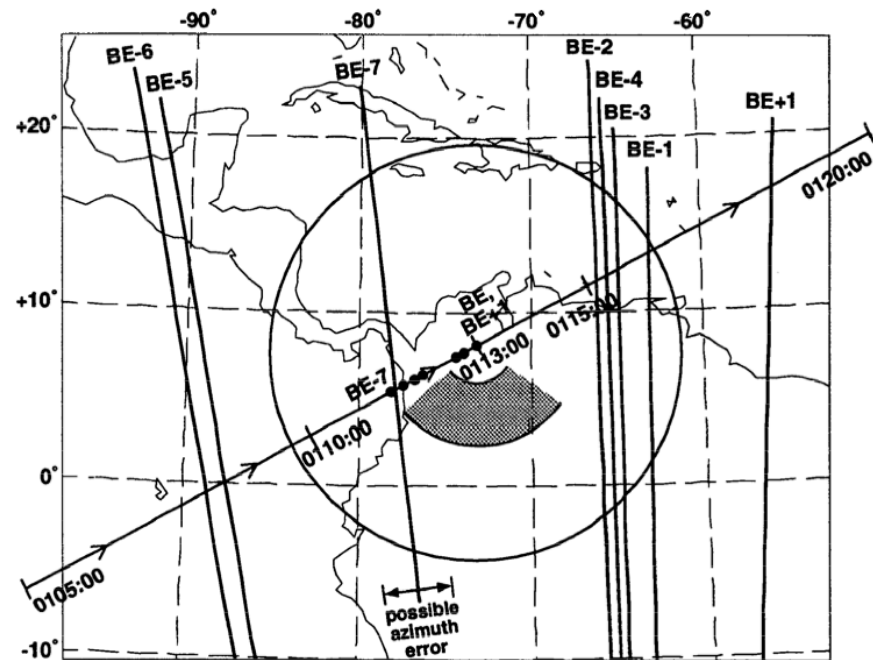 -90° -80° -70° -60°
BE-6
BE-5
BE-7
BE-2
BE-4
BE-3
BE-1
BE+1
+20°
0120:00
+10°
BE,
BE+1
0115:00
0113:00
BE-7
0110:00
0°
0105:00
possible
azimuth
error
-10°